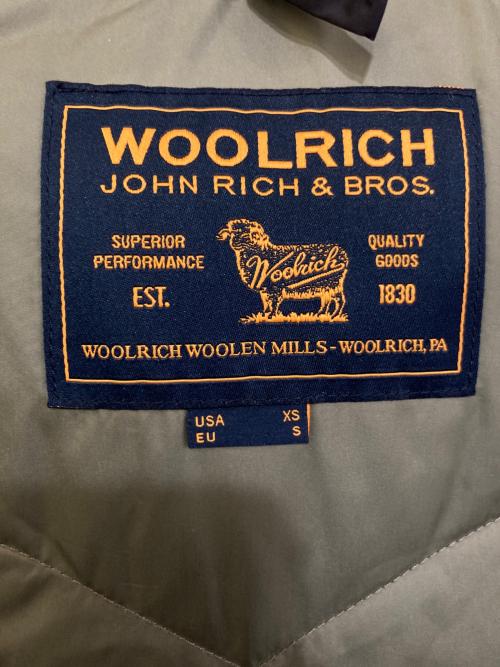 WOOLRICH
JOHN RICH & BROS.
SUPERIOR
PERFORMANCE
EST.
Woolrich
QUALITY
GOODS
1830
WOOLRICH WOOLEN MILLS-WOOLRICH, PA
USA XS
EU S